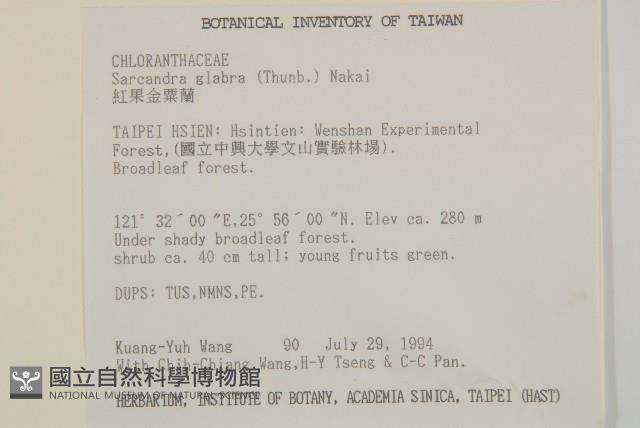 BOTANICAL INVENTORY OF TAIWAN
CHLORANTHACEAE
Sarcandra glabra (Thunb.) Nakai
紅果金粟蘭
TAIPEI HSIEN: Hsintien: Wenshan Experimental
Forest,(國立中興大學文山實驗林場).
Broadleaf forest.
121° 32´00 ″E,25° 56´00 ″N. Elev ca. 280 m
Under shady broadleaf forest.
shrub ca. 40 cm tall; young fruits green.
DUPS: TUS,NMNS,PE.
Kuang-Yuh Wang 90 July 29, 1994
With Chih-Chiang Wang,H-Y Tseng & C-C Pan.
國立自然科學博物館
NATIONAL MUSEUM OF NATURAL SCIENCE
HERBARIUM, INSTITUTE OF BOTANY, ACADEMIA SINICA, TAIPEI (HAST)